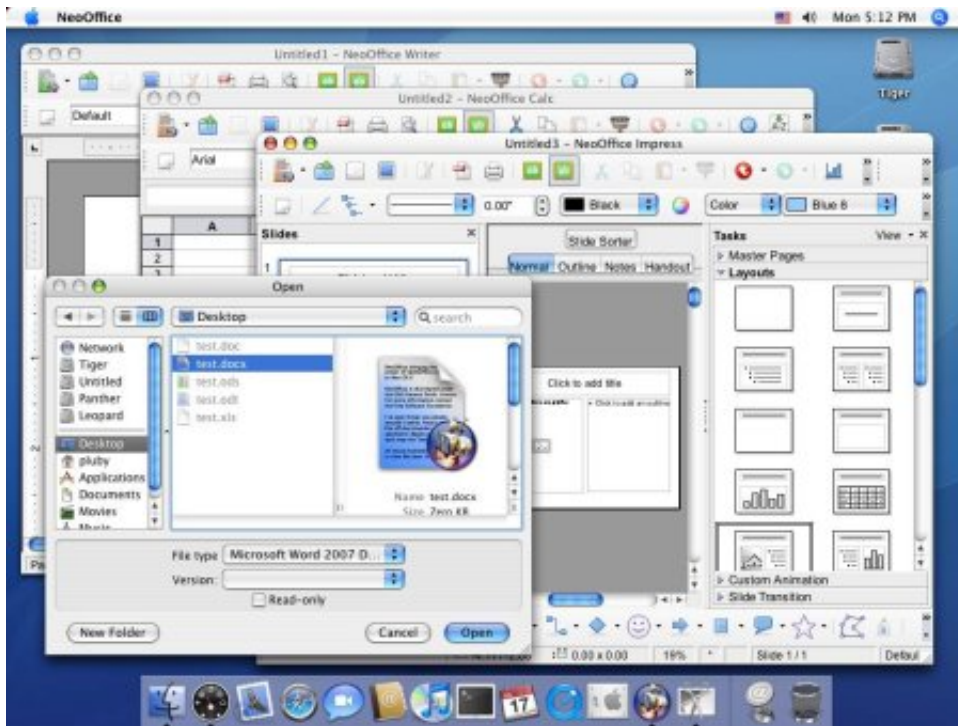 NeoOffice
Mon 5:12 PM
Tiger
Untitled1 – NeoOffice Writer
Default
Untitled2 – NeoOffice Calc
Arial
A
1
2
3
Untitled3 – NeoOffice Impress
0.00"
Black
Color
Blue 8
Slides
1
Slide Sorter
Normal Outline Notes Handout
Click to add title
Tasks
View
Master Pages
Layouts
Custom Animation
Slide Transition
0.00 x 0.00
19%
*
Slide 1 / 1
Open
Desktop
search
Network
Tiger
Untitled
Panther
Leopard
Desktop
pluby
Applications
Documents
Movies
Music
test.doc
test.docx
test.ods
test.odt
test.xls
Name test.docx
Size Zero KB
File type Microsoft Word 2007 D...
Version:
Read-only
New Folder
Cancel
Open
17